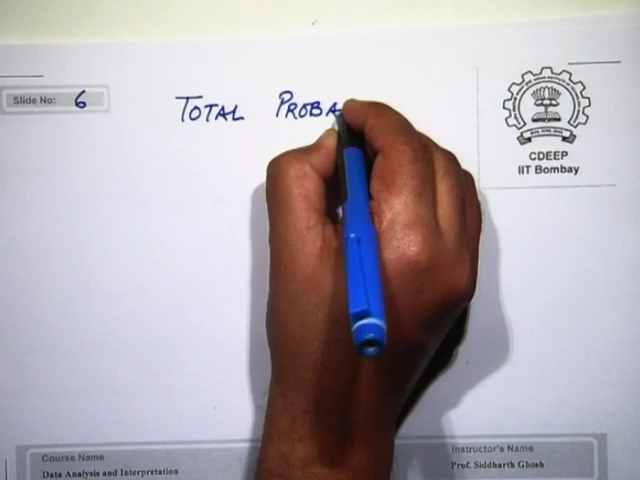 Slide No: 6
TOTAL PROBA
CDEEP
IIT Bombay
Course Name
Data Analysis and Interpretation
Instructor's Name
Prof. Siddharth Ghosh